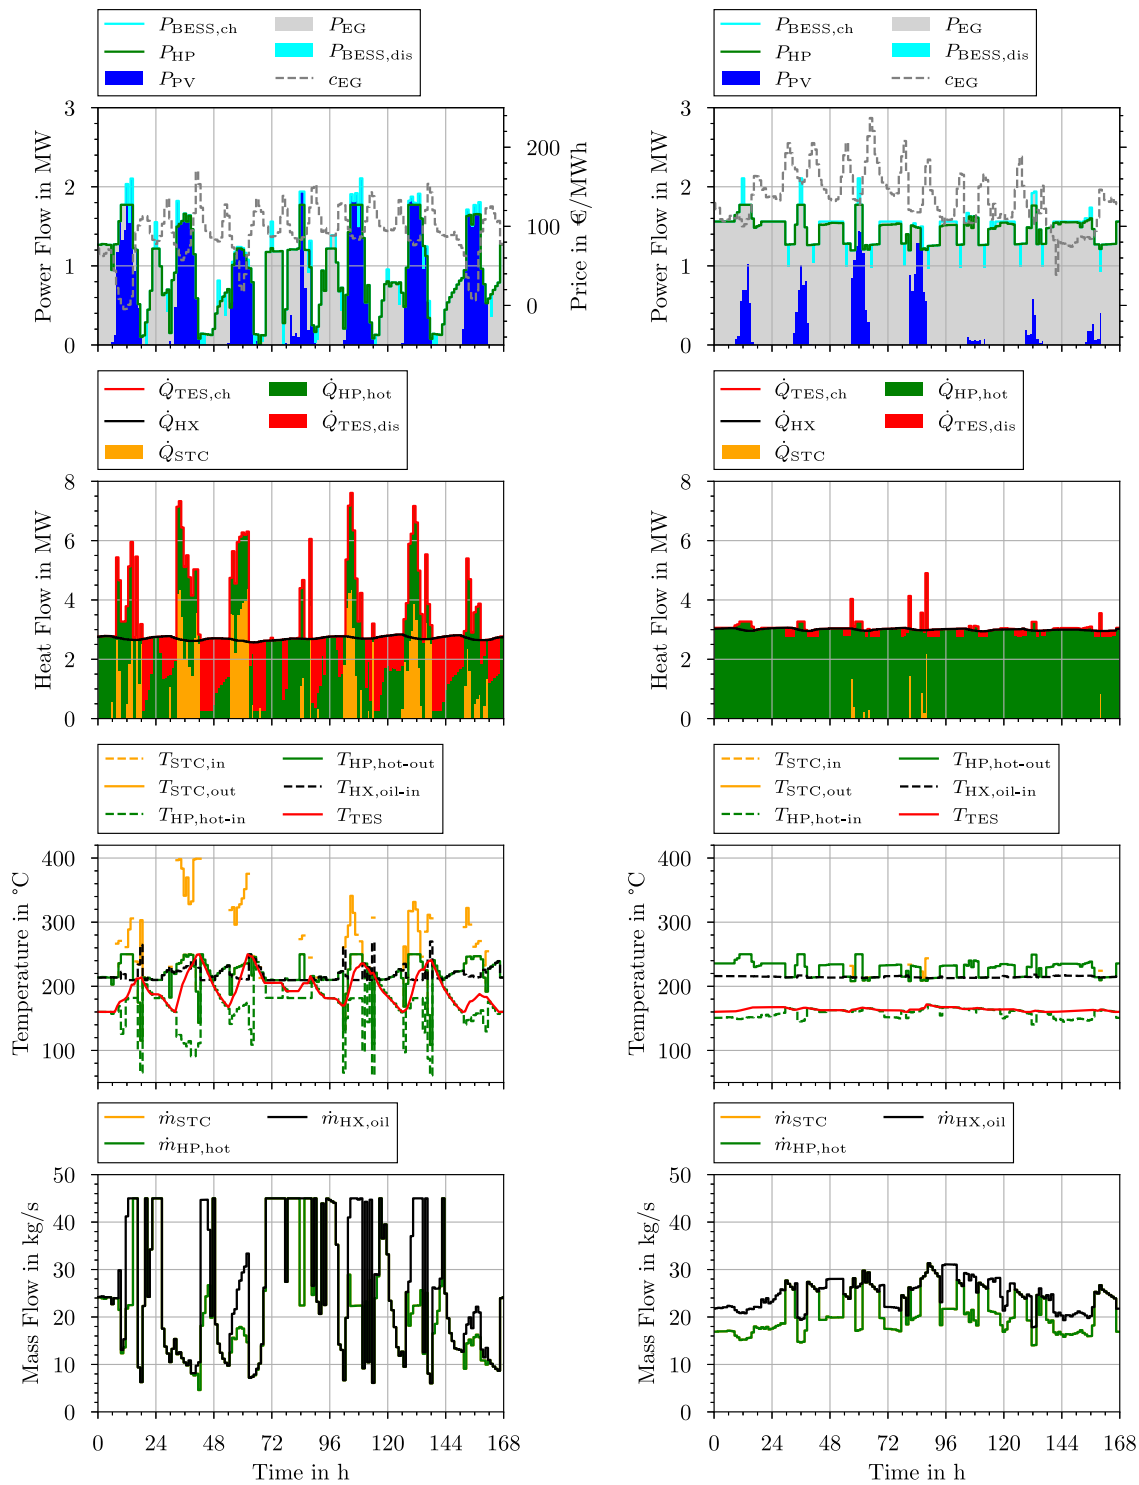 P_BESS,ch P_EG
P_HP P_BESS,dis
P_PV c_EG
3
2
1
0
Power Flow in MW
200
100
0
Price in €/MWh
Q̇_TES,ch Q̇_HP,hot
Q̇_HX Q̇_TES,dis
Q̇_STC
8
6
4
2
0
Heat Flow in MW
T_STC,in T_HP,hot-out
T_STC,out T_HX,oil-in
T_HP,hot-in T_TES
400
300
200
100
Temperature in °C
ṁ_STC ṁ_HX,oil
ṁ_HP,hot
50
40
30
20
10
0
Mass Flow in kg/s
0 24 48 72 96 120 144 168
Time in h
P_BESS,ch P_EG
P_HP P_BESS,dis
P_PV c_EG
3
2
1
0
Power Flow in MW
Q̇_TES,ch Q̇_HP,hot
Q̇_HX Q̇_TES,dis
Q̇_STC
8
6
4
2
0
Heat Flow in MW
T_STC,in T_HP,hot-out
T_STC,out T_HX,oil-in
T_HP,hot-in T_TES
400
300
200
100
Temperature in °C
ṁ_STC ṁ_HX,oil
ṁ_HP,hot
50
40
30
20
10
0
Mass Flow in kg/s
0 24 48 72 96 120 144 168
Time in h